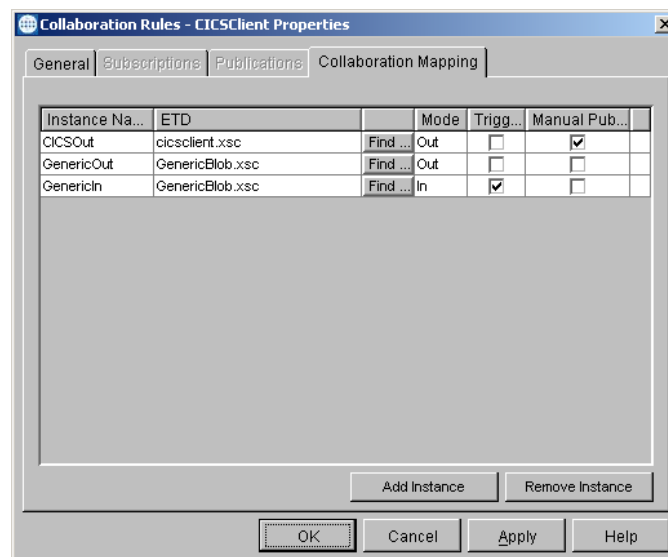 Collaboration Rules - CICSClient Properties
General Subscriptions Publications Collaboration Mapping
Instance Na... ETD Mode Trigg... Manual Pub...
CICSOut cicsclient.xsc Find ... Out
GenericOut GenericBlob.xsc Find ... Out
GenericIn GenericBlob.xsc Find ... In
Add Instance Remove Instance
OK Cancel Apply Help